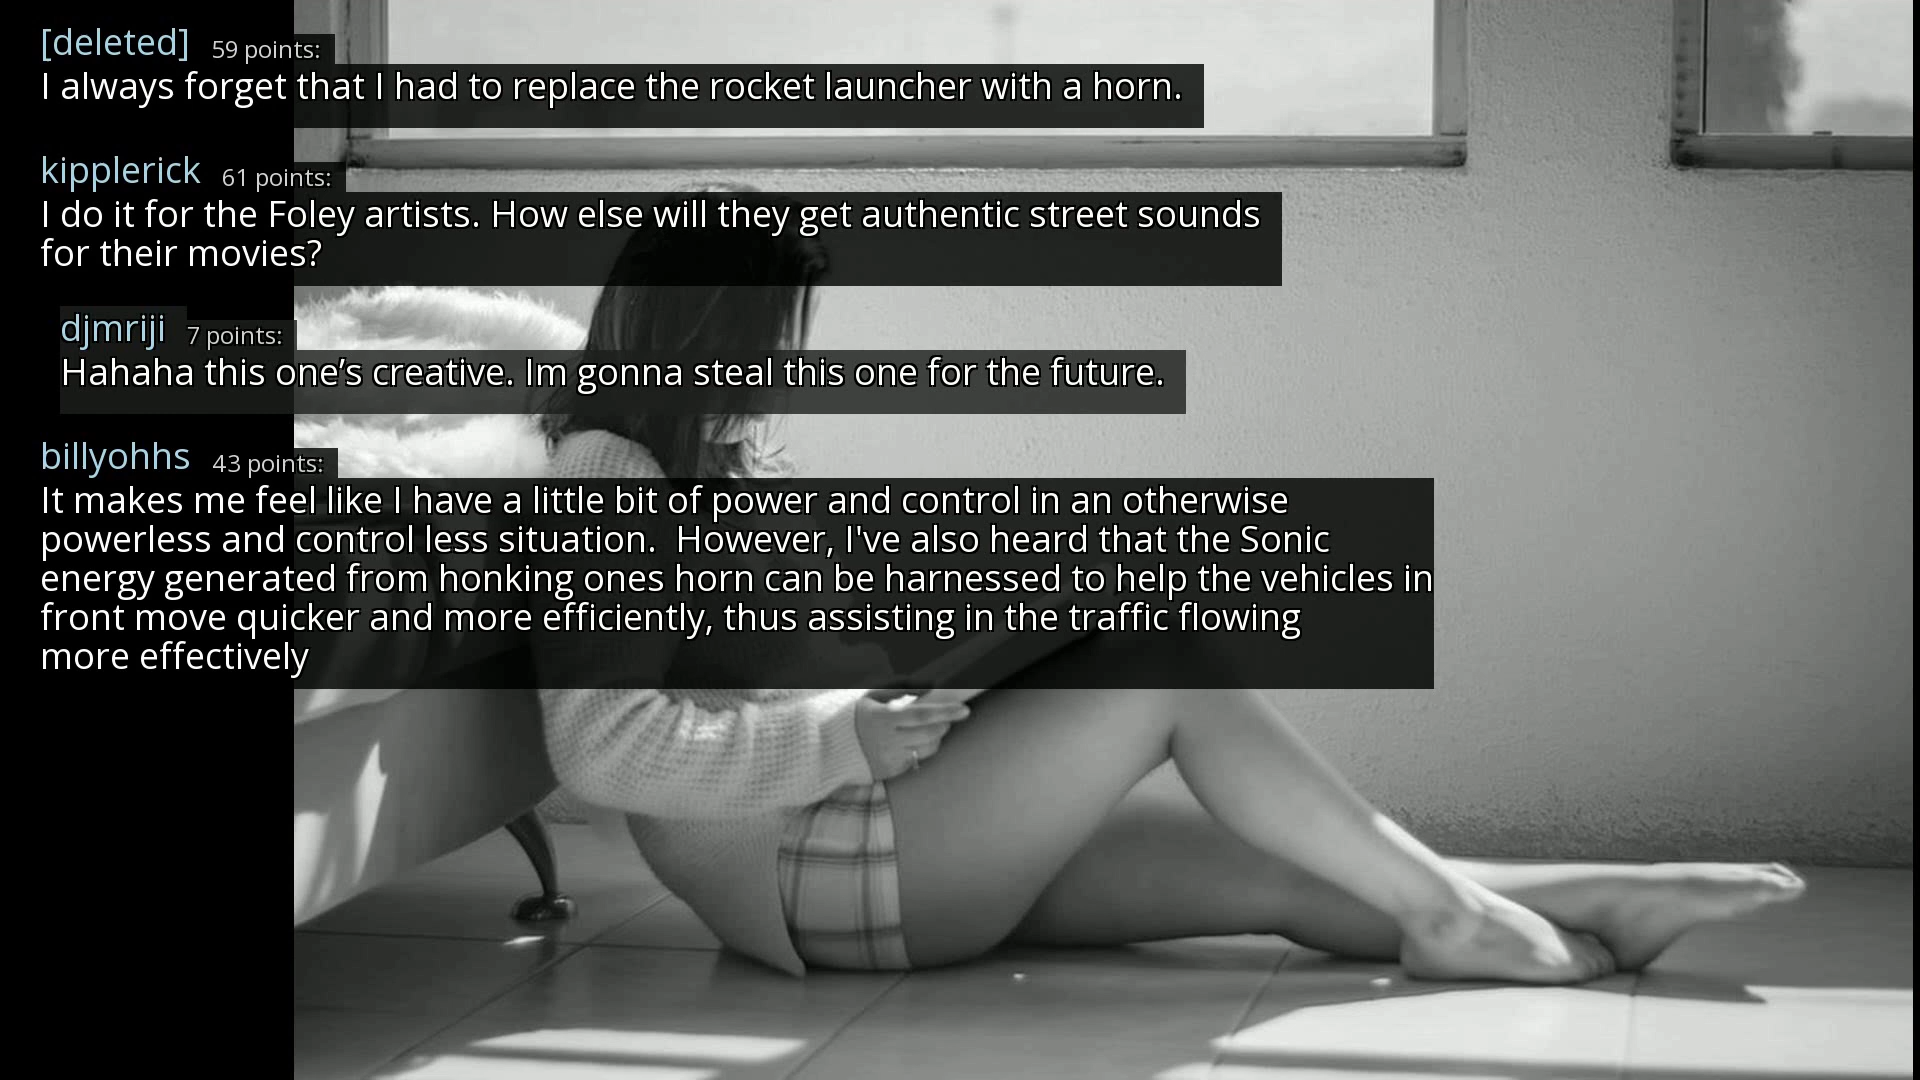 [deleted] 59 points:
I always forget that I had to replace the rocket launcher with a horn.
kipplerick 61 points:
I do it for the Foley artists. How else will they get authentic street sounds
for their movies?
djmriji 7 points:
Hahaha this one’s creative. Im gonna steal this one for the future.
billyohhs 43 points:
It makes me feel like I have a little bit of power and control in an otherwise
powerless and control less situation.  However, I've also heard that the Sonic
energy generated from honking ones horn can be harnessed to help the vehicles in
front move quicker and more efficiently, thus assisting in the traffic flowing
more effectively